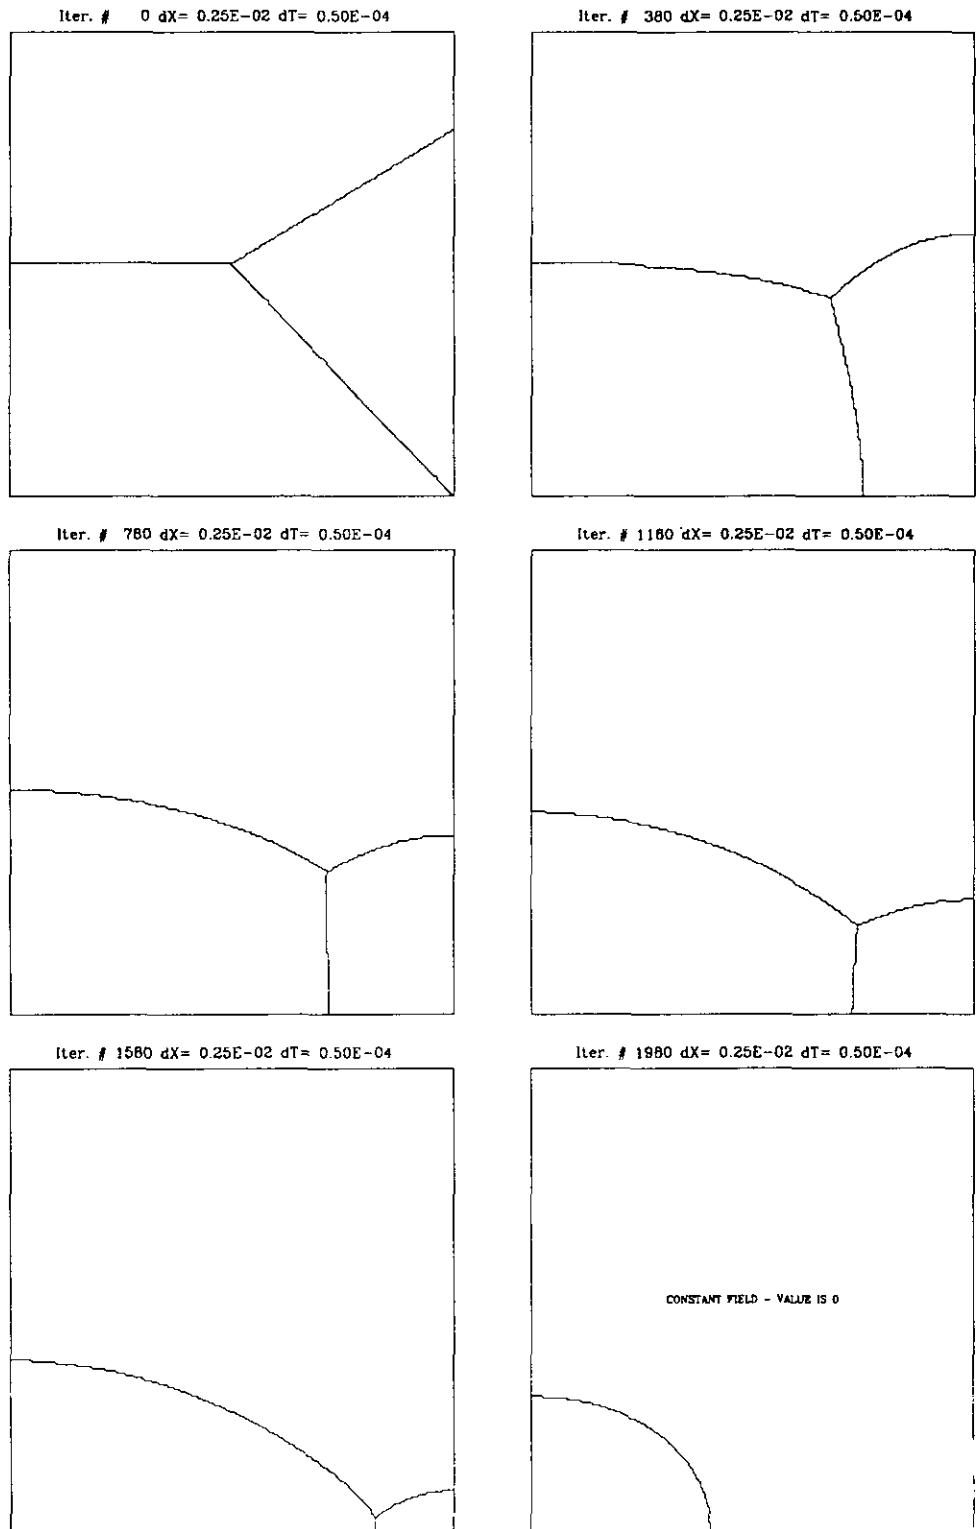 Iter. # 0 dX= 0.25E-02 dT= 0.50E-04
Iter. # 380 dX= 0.25E-02 dT= 0.50E-04
Iter. # 780 dX= 0.25E-02 dT= 0.50E-04
Iter. # 1180 dX= 0.25E-02 dT= 0.50E-04
Iter. # 1580 dX= 0.25E-02 dT= 0.50E-04
Iter. # 1980 dX= 0.25E-02 dT= 0.50E-04
CONSTANT FIELD - VALUE IS 0